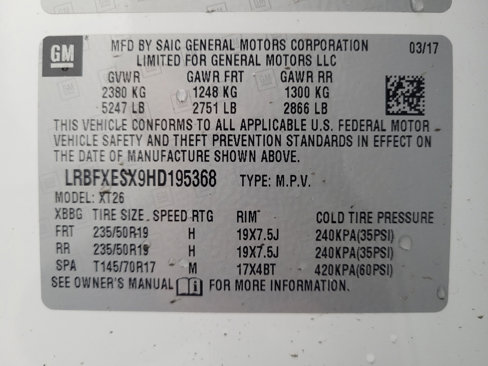 GM
MFD BY SAIC GENERAL MOTORS CORPORATION
LIMITED FOR GENERAL MOTORS LLC
03/17
GVWR GAWR FRT GAWR RR
2380 KG 1248 KG 1300 KG
5247 LB 2751 LB 2866 LB
THIS VEHICLE CONFORMS TO ALL APPLICABLE U.S. FEDERAL MOTOR
VEHICLE SAFETY AND THEFT PREVENTION STANDARDS IN EFFECT ON
THE DATE OF MANUFACTURE SHOWN ABOVE.
LRBFXESX9HD195368 TYPE: M.P.V.
MODEL: XT26
XBBG TIRE SIZE SPEED RTG RIM COLD TIRE PRESSURE
FRT 235/50R19 H 19X7.5J 240KPA(35PSI)
RR 235/50R19 H 19X7.5J 240KPA(35PSI)
SPA T145/70R17 M 17X4BT 420KPA(60PSI)
SEE OWNER'S MANUAL FOR MORE INFORMATION.